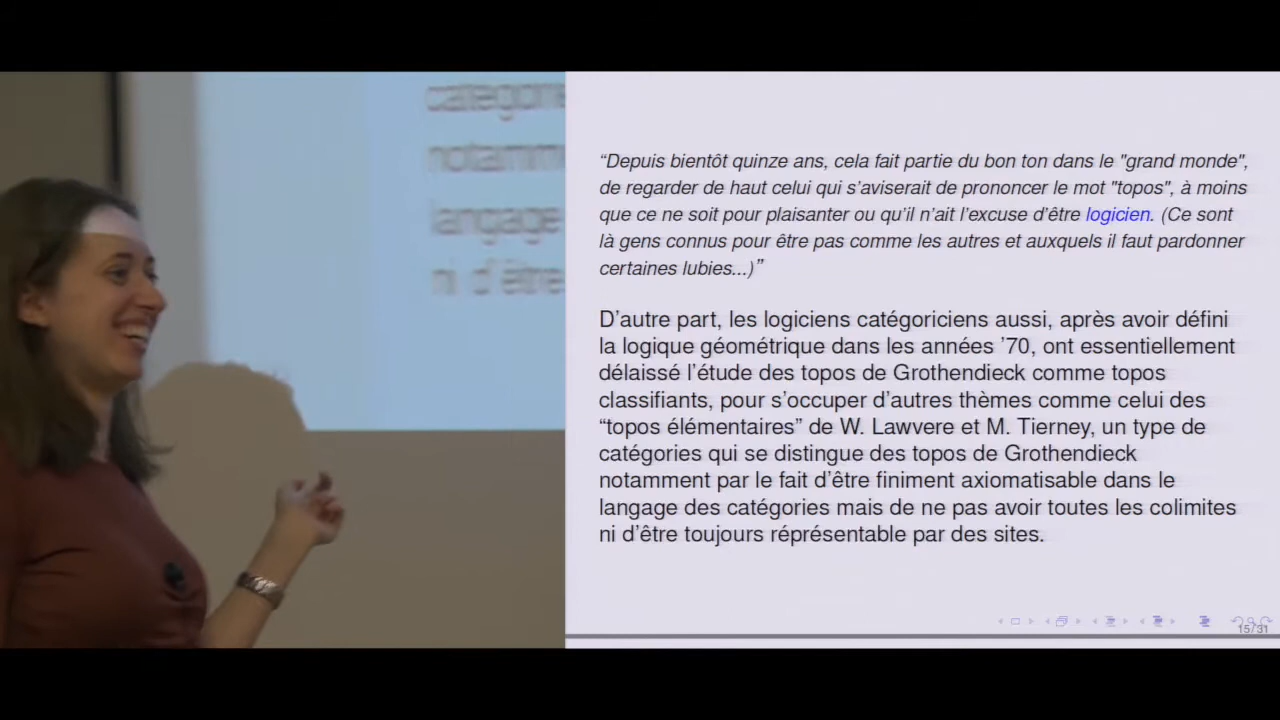 catégorie
notamm
langage
ni d'être
“Depuis bientôt quinze ans, cela fait partie du bon ton dans le "grand monde",
de regarder de haut celui qui s’aviserait de prononcer le mot "topos", à moins
que ce ne soit pour plaisanter ou qu’il n’ait l’excuse d’être logicien. (Ce sont
là gens connus pour être pas comme les autres et auxquels il faut pardonner
certaines lubies...)”
D’autre part, les logiciens catégoriciens aussi, après avoir défini
la logique géométrique dans les années ’70, ont essentiellement
délaissé l’étude des topos de Grothendieck comme topos
classifiants, pour s’occuper d’autres thèmes comme celui des
“topos élémentaires” de W. Lawvere et M. Tierney, un type de
catégories qui se distingue des topos de Grothendieck
notamment par le fait d’être finiment axiomatisable dans le
langage des catégories mais de ne pas avoir toutes les colimites
ni d’être toujours réprésentable par des sites.
15/31